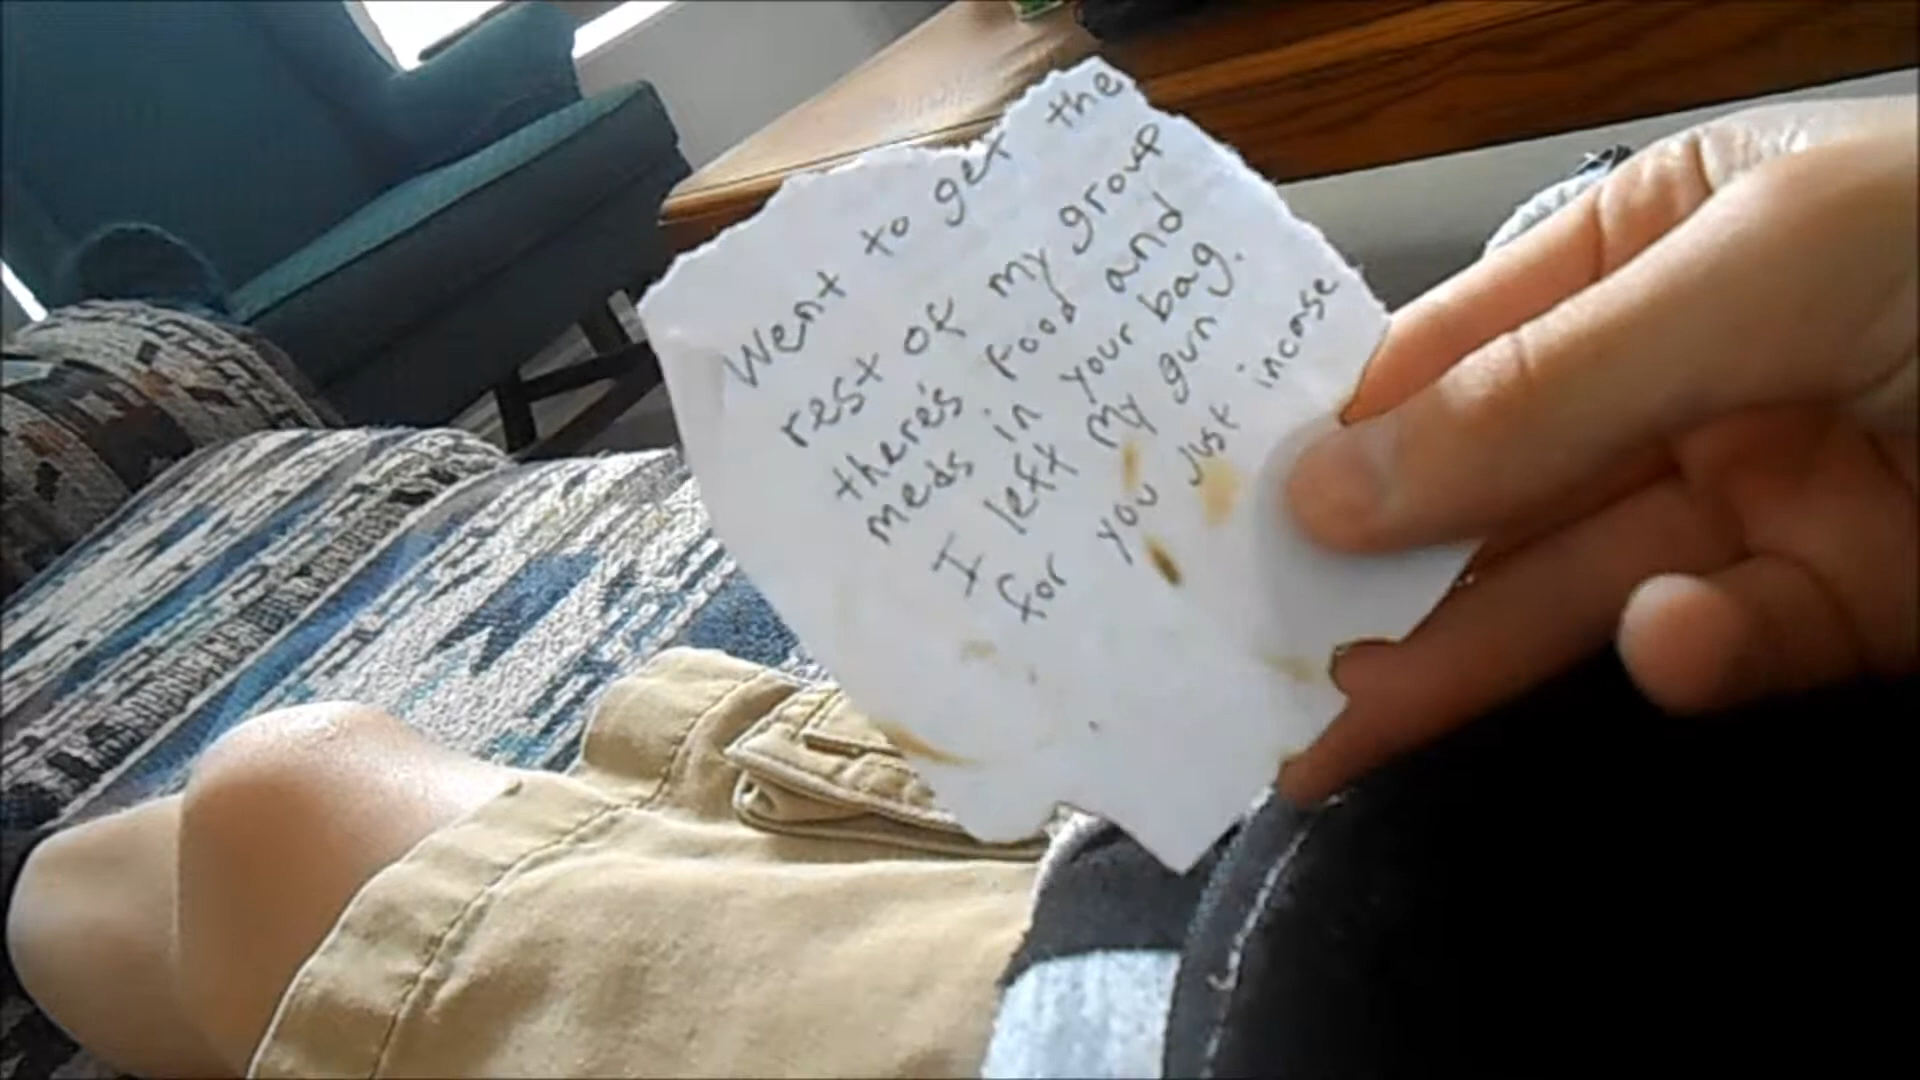 Went to get the
rest of my group
there's food and
meds in your bag.
I left my gun
for you just incase